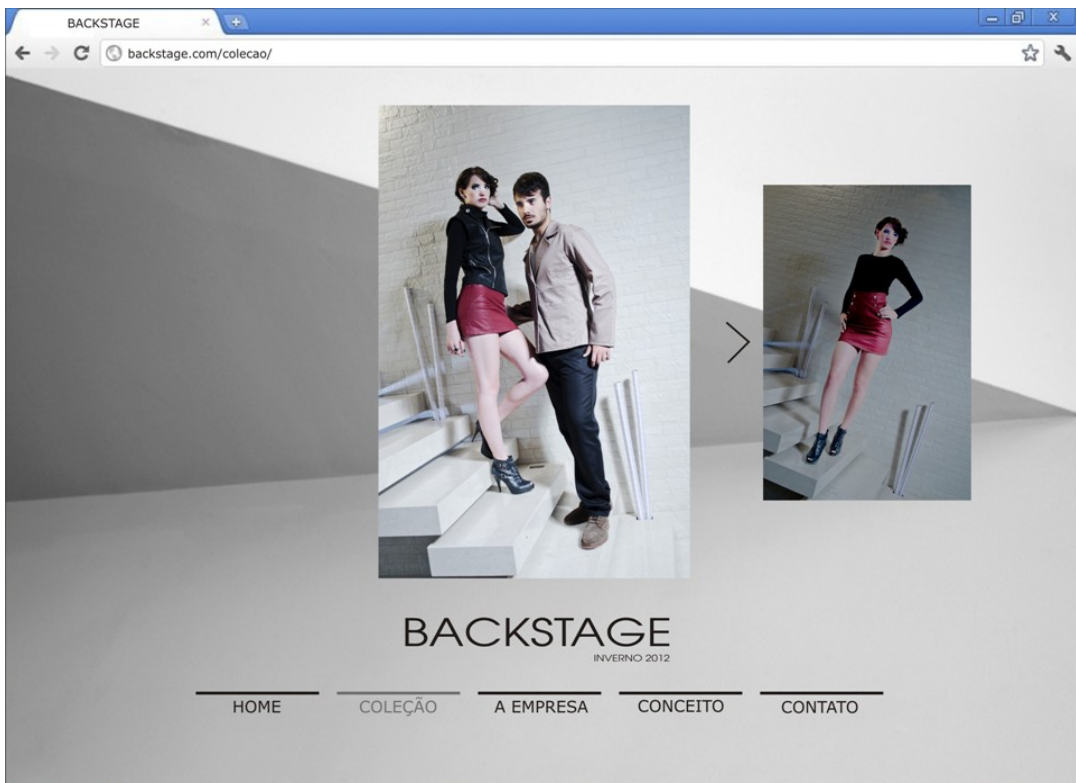 BACKSTAGE
backstage.com/colecao/
BACKSTAGE
INVERNO 2012
HOME
COLEÇÃO
A EMPRESA
CONCEITO
CONTATO